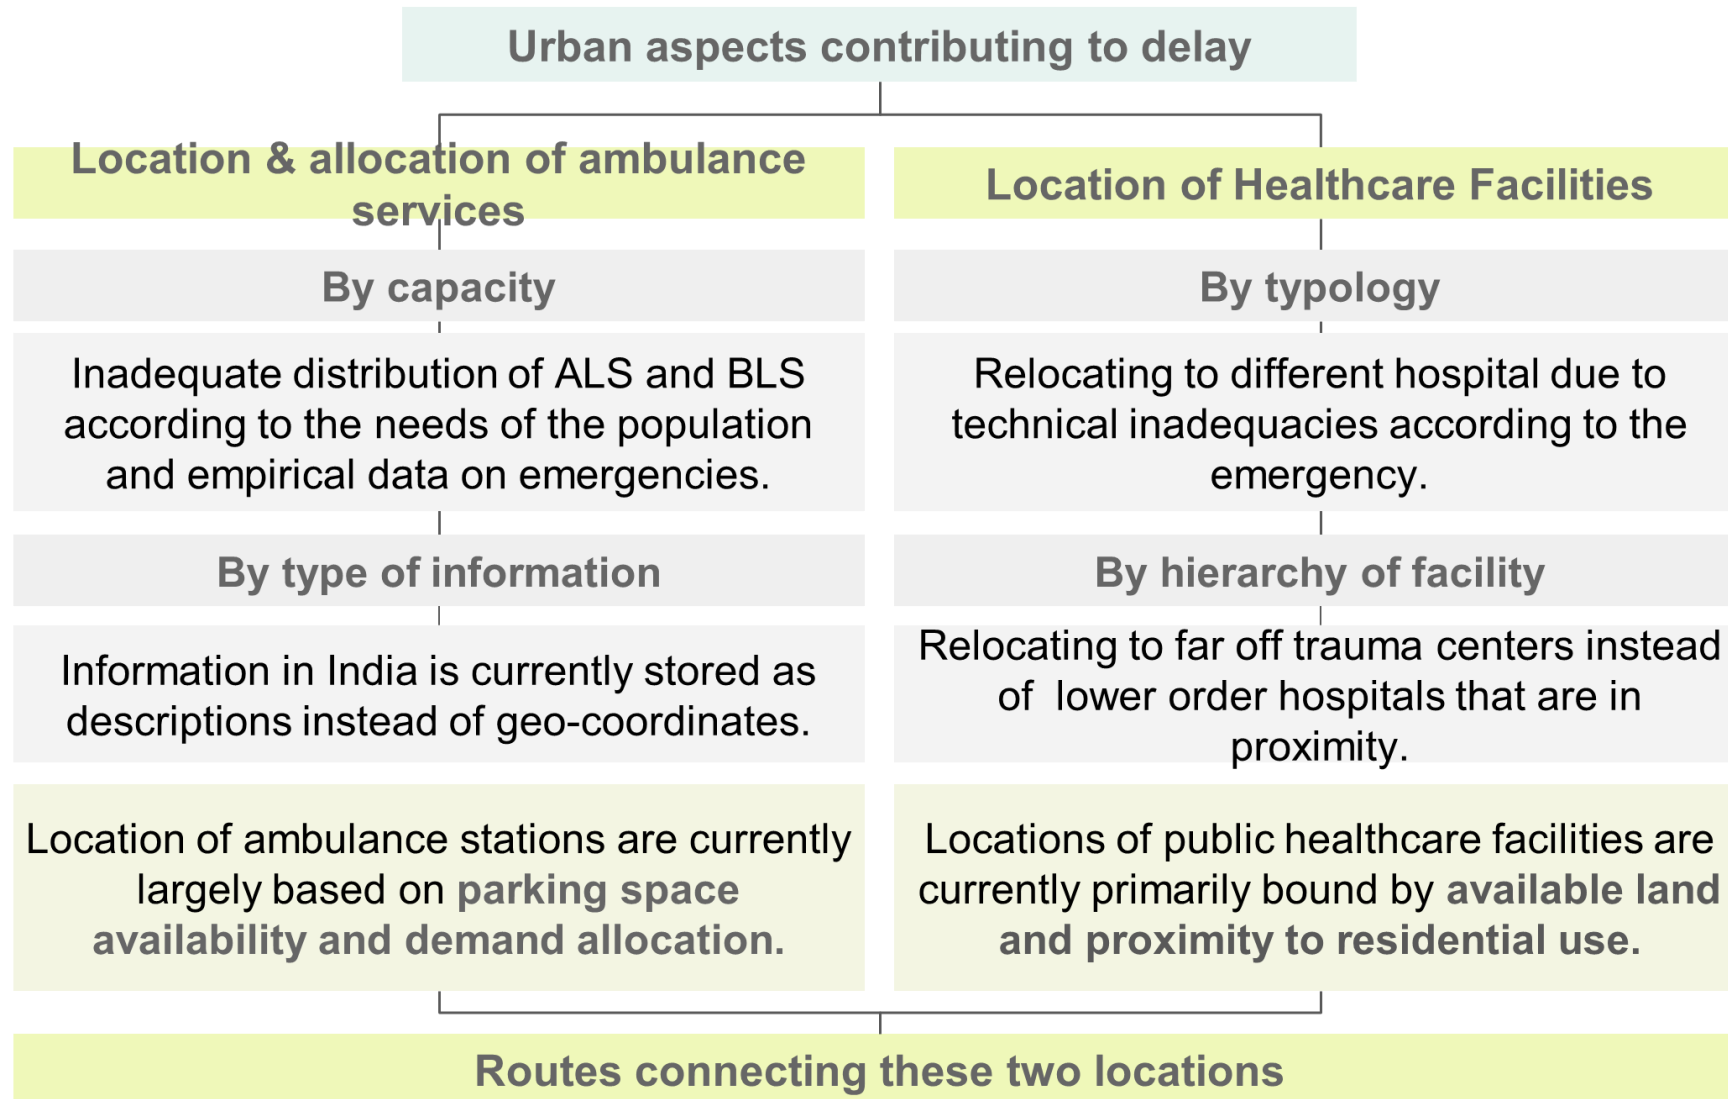 Urban aspects contributing to delay
Location & allocation of ambulance
services
By capacity
Inadequate distribution of ALS and BLS
according to the needs of the population
and empirical data on emergencies.
By type of information
Information in India is currently stored as
descriptions instead of geo-coordinates.
Location of ambulance stations are currently
largely based on parking space
availability and demand allocation.
Location of Healthcare Facilities
By typology
Relocating to different hospital due to
technical inadequacies according to the
emergency.
By hierarchy of facility
Relocating to far off trauma centers instead
of  lower order hospitals that are in
proximity.
Locations of public healthcare facilities are
currently primarily bound by available land
and proximity to residential use.
Routes connecting these two locations